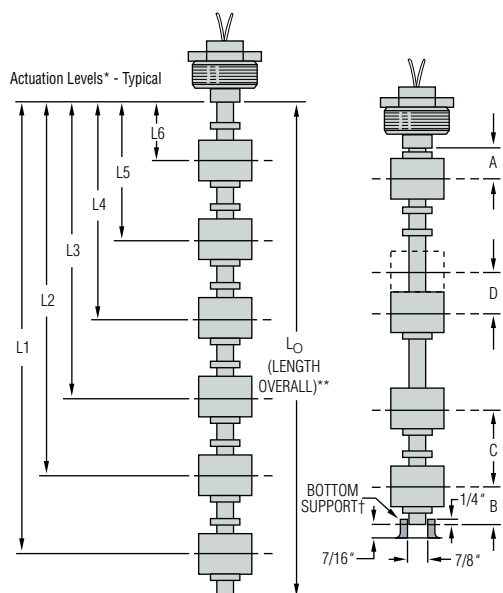 Actuation Levels* - Typical
L6
L5
L4
L3
L2
L1
LO
(LENGTH
OVERALL)**
A
D
C
B
BOTTOM
SUPPORT†
1/4"
7/16"
7/8"